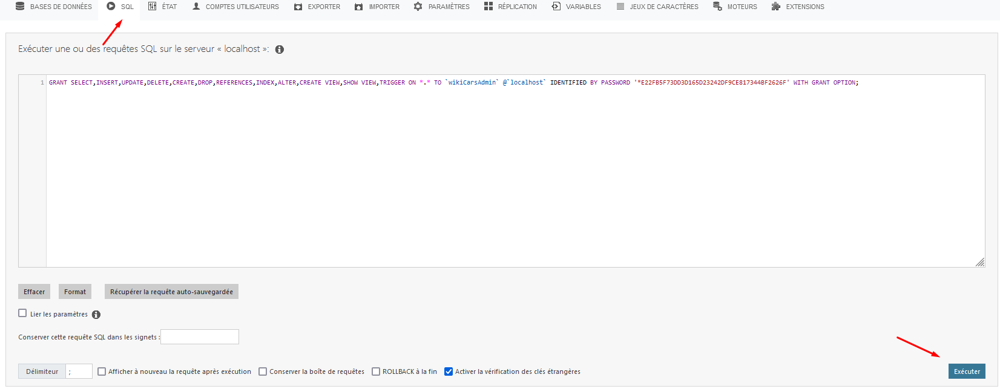 BASES DE DONNÉES SQL ÉTAT COMPTES UTILISATEURS EXPORTER IMPORTER PARAMÈTRES RÉPLICATION VARIABLES JEUX DE CARACTÈRES MOTEURS EXTENSIONS
Exécuter une ou des requêtes SQL sur le serveur « localhost »:
1 GRANT SELECT,INSERT,UPDATE,DELETE,CREATE,DROP,REFERENCES,INDEX,ALTER,CREATE VIEW,SHOW VIEW,TRIGGER ON *.* TO `wikiCarsAdmin` @`localhost` IDENTIFIED BY PASSWORD '*E22FB5F73DD3D165D23242DF9CE817344BF2626F' WITH GRANT OPTION;
Effacer Format Récupérer la requête auto-sauvegardée
Lier les paramètres
Conserver cette requête SQL dans les signets :
Délimiteur ; Afficher à nouveau la requête après exécution Conserver la boîte de requêtes ROLLBACK à la fin Activer la vérification des clés étrangères Exécuter